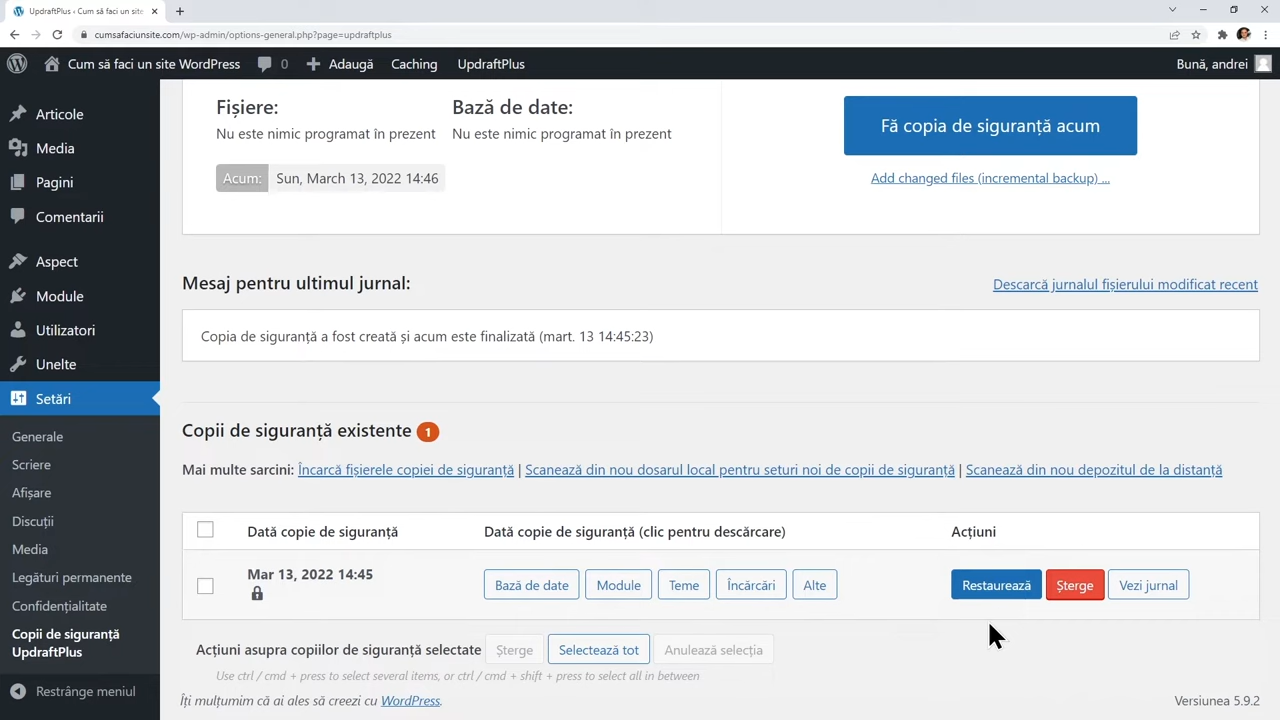 UpdraftPlus ‹ Cum să faci un site
cumsafaciunsite.com/wp-admin/options-general.php?page=updraftplus
Cum să faci un site WordPress 0 Adaugă Caching UpdraftPlus Bună, andrei
Articole
Media
Pagini
Comentarii
Aspect
Module
Utilizatori
Unelte
Setări
Generale
Scriere
Afișare
Discuții
Media
Legături permanente
Confidențialitate
Copii de siguranță
UpdraftPlus
Restrânge meniul
Fișiere: Bază de date:
Nu este nimic programat în prezent Nu este nimic programat în prezent
Acum: Sun, March 13, 2022 14:46
Fă copia de siguranță acum
Add changed files (incremental backup) ...
Mesaj pentru ultimul jurnal: Descarcă jurnalul fișierului modificat recent
Copia de siguranță a fost creată și acum este finalizată (mart. 13 14:45:23)
Copii de siguranță existente 1
Mai multe sarcini: Încarcă fișierele copiei de siguranță | Scanează din nou dosarul local pentru seturi noi de copii de siguranță | Scanează din nou depozitul de la distanță
Dată copie de siguranță Dată copie de siguranță (clic pentru descărcare) Acțiuni
Mar 13, 2022 14:45 Bază de date Module Teme Încărcări Alte Restaurează Șterge Vezi jurnal
Acțiuni asupra copiilor de siguranță selectate Șterge Selectează tot Anulează selecția
Use ctrl / cmd + press to select several items, or ctrl / cmd + shift + press to select all in between
Îți mulțumim că ai ales să creezi cu WordPress. Versiunea 5.9.2